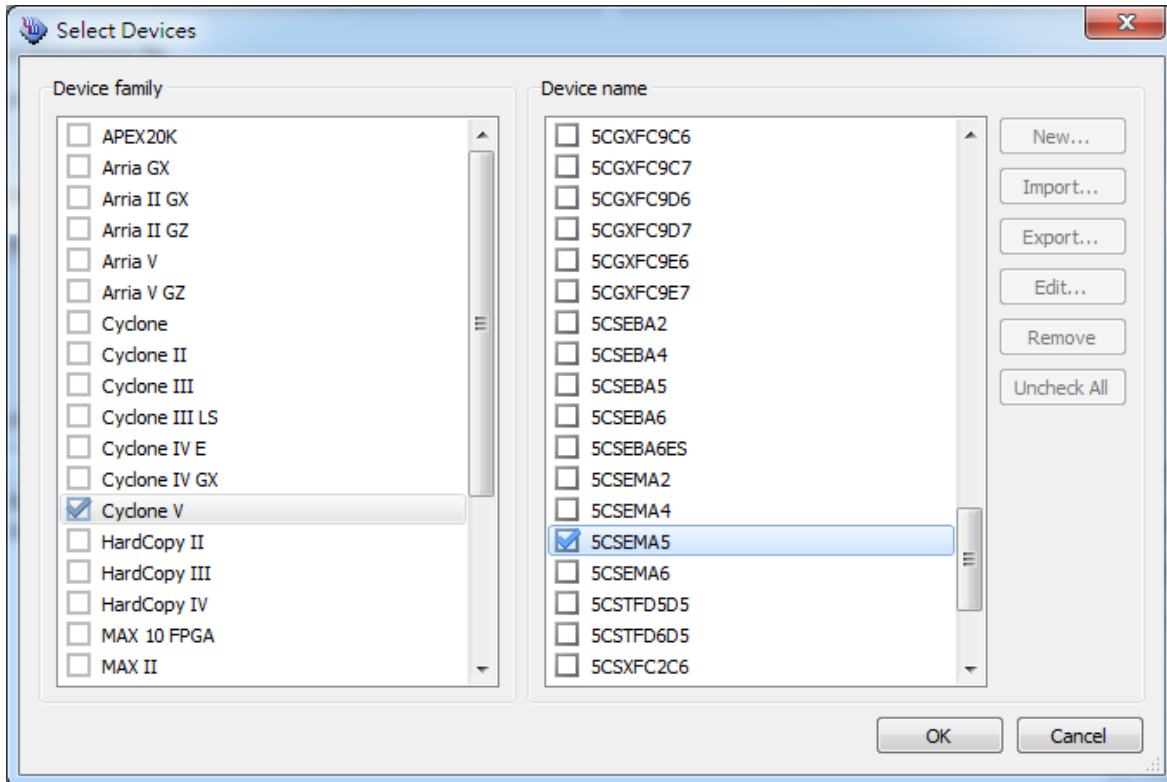 Select Devices
Device family
APEX20K
Arria GX
Arria II GX
Arria II GZ
Arria V
Arria V GZ
Cyclone
Cyclone II
Cyclone III
Cyclone III LS
Cyclone IV E
Cyclone IV GX
Cyclone V
HardCopy II
HardCopy III
HardCopy IV
MAX 10 FPGA
MAX II
Device name
5CGXFC9C6
5CGXFC9C7
5CGXFC9D6
5CGXFC9D7
5CGXFC9E6
5CGXFC9E7
5CSEBA2
5CSEBA4
5CSEBA5
5CSEBA6
5CSEBA6ES
5CSEMA2
5CSEMA4
5CSEMA5
5CSEMA6
5CSTFD5D5
5CSTFD6D5
5CSXFC2C6
New...
Import...
Export...
Edit...
Remove
Uncheck All
OK
Cancel